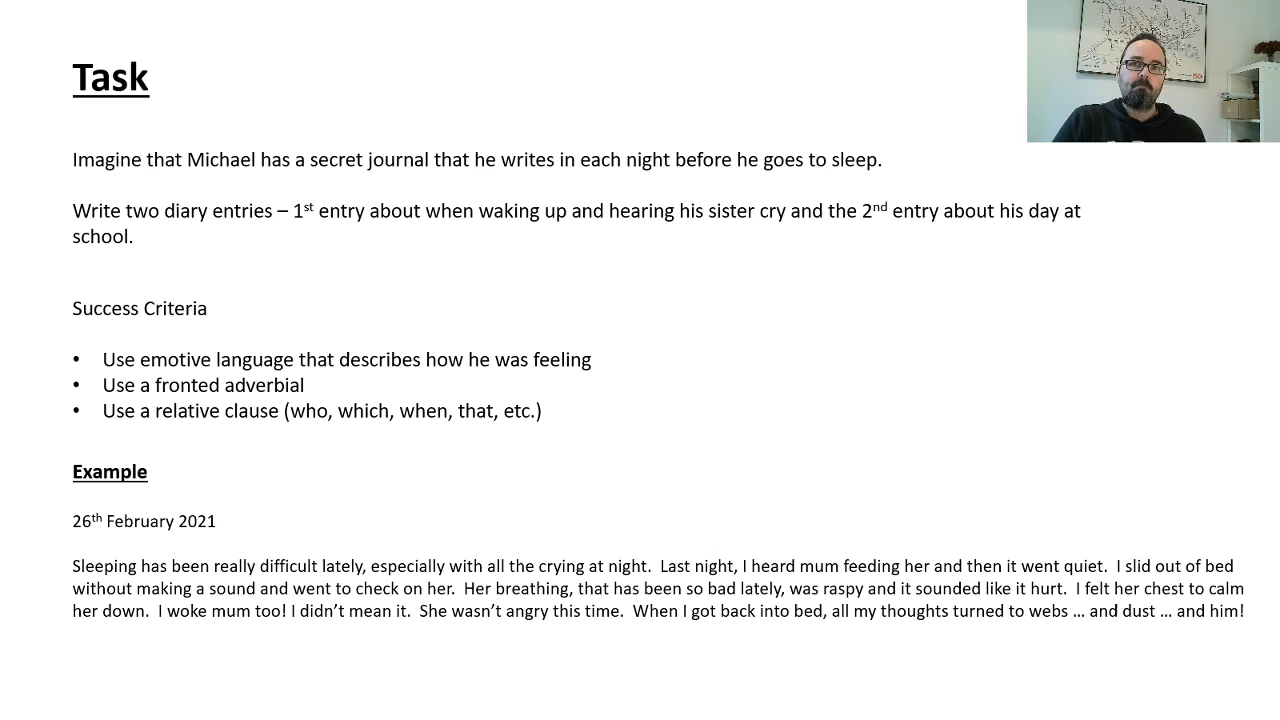 Task
Imagine that Michael has a secret journal that he writes in each night before he goes to sleep.
Write two diary entries – 1st entry about when waking up and hearing his sister cry and the 2nd entry about his day at
school.
Success Criteria
• Use emotive language that describes how he was feeling
• Use a fronted adverbial
• Use a relative clause (who, which, when, that, etc.)
Example
26th February 2021
Sleeping has been really difficult lately, especially with all the crying at night.  Last night, I heard mum feeding her and then it went quiet.  I slid out of bed
without making a sound and went to check on her.  Her breathing, that has been so bad lately, was raspy and it sounded like it hurt.  I felt her chest to calm
her down.  I woke mum too! I didn’t mean it.  She wasn’t angry this time.  When I got back into bed, all my thoughts turned to webs … and dust … and him!